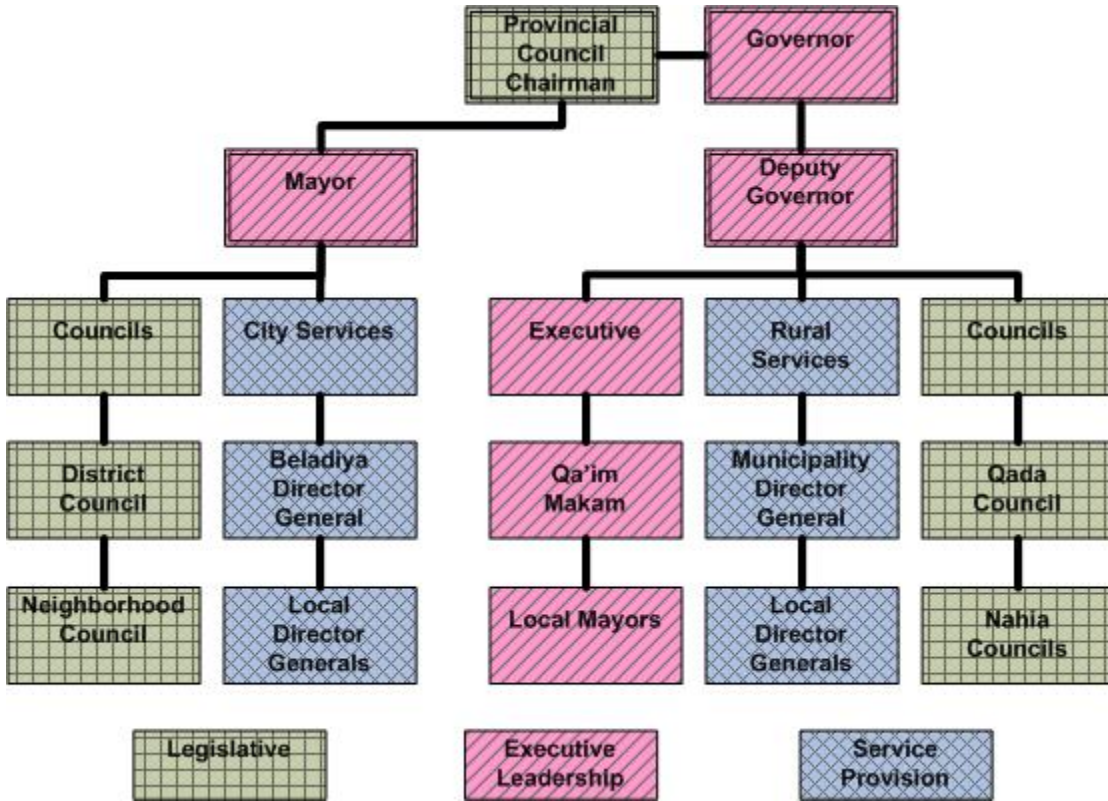 Provincial
Council
Chairman
Governor
Mayor
Deputy
Governor
Councils
City Services
Executive
Rural
Services
Councils
District
Council
Beladiya
Director
General
Qa'im
Makam
Municipality
Director
General
Qada
Council
Neighborhood
Council
Local
Director
Generals
Local Mayors
Local
Director
Generals
Nahia
Councils
Legislative
Executive
Leadership
Service
Provision